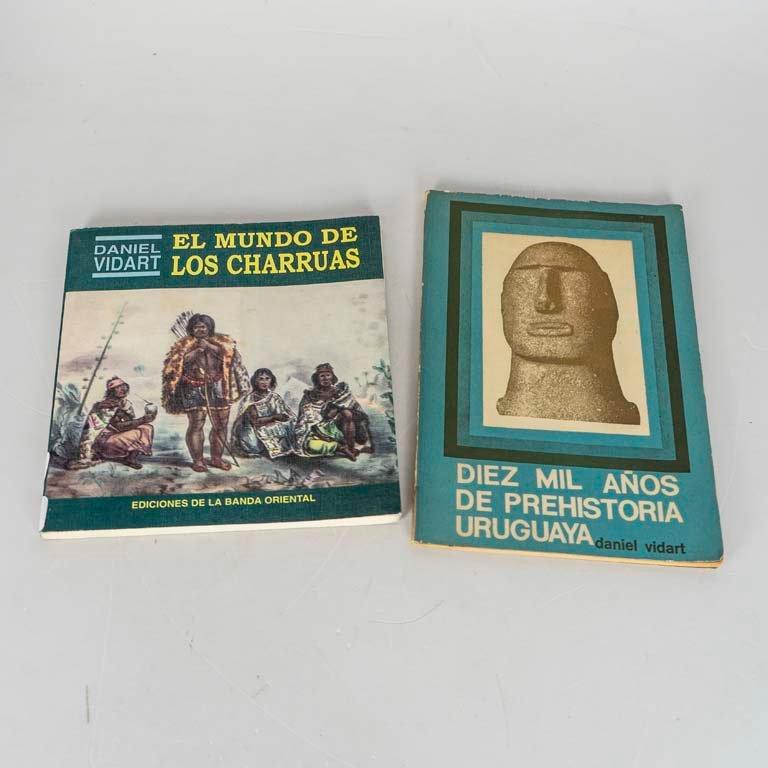 DANIEL
VIDART
EL MUNDO DE
LOS CHARRUAS
EDICIONES DE LA BANDA ORIENTAL
DIEZ MIL AÑOS
DE PREHISTORIA
URUGUAYA
daniel vidart